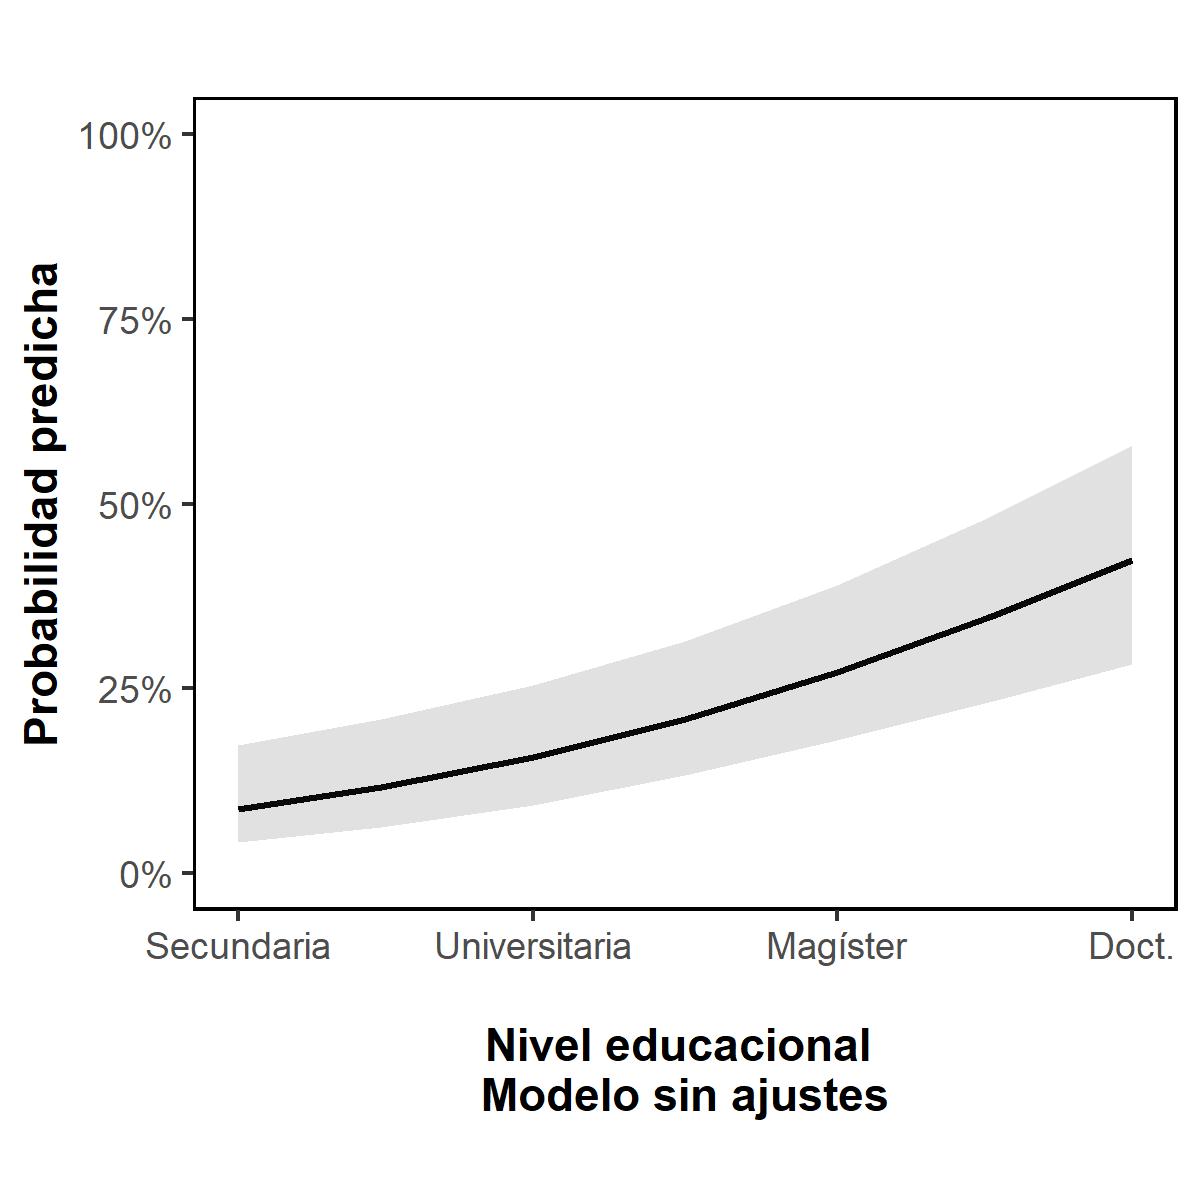 100%
75%
50%
25%
0%
Probabilidad predicha
Secundaria Universitaria Magíster Doct.
Nivel educacional
Modelo sin ajustes